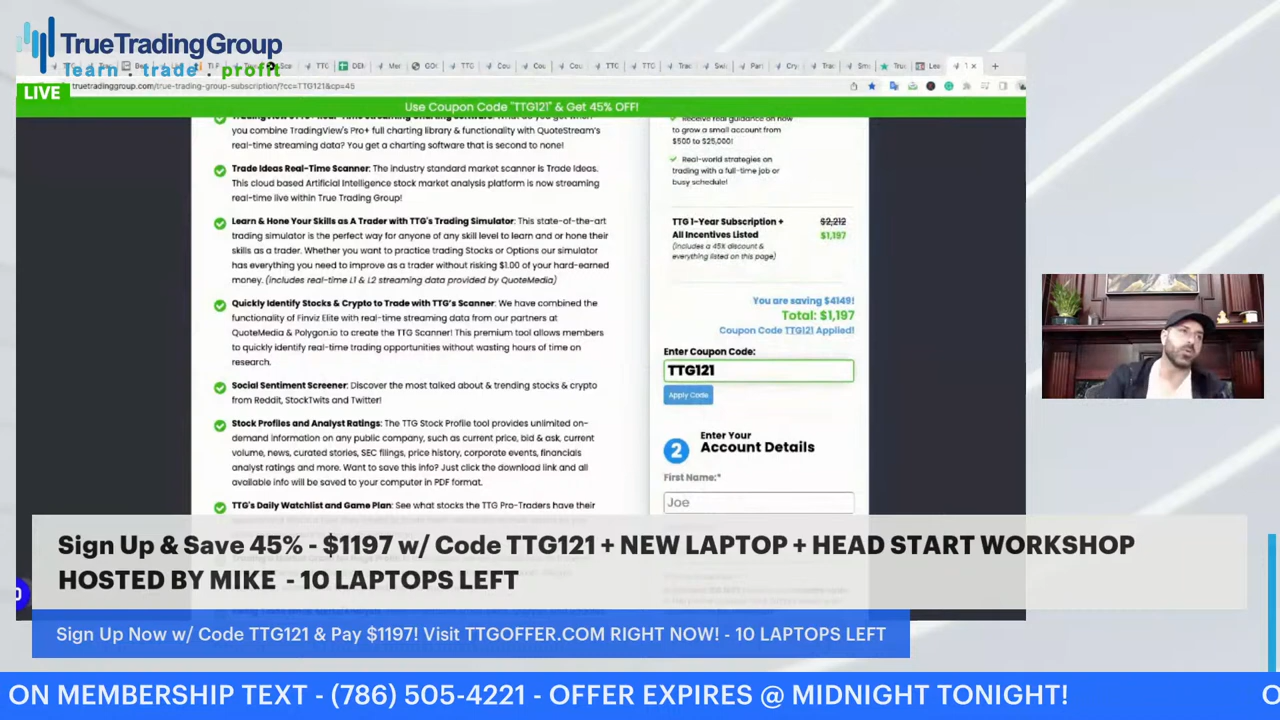 TrueTradingGroup
Learn . trade . profit
LIVE
truetradinggroup.com/true-trading-group-subscription/?cc=TTG121&cp=45
Use Coupon Code "TTG121" & Get 45% OFF!
you combine TradingView's Pro+ full charting library & functionality with QuoteStream's
real-time streaming data? You get a charting software that is second to none!
Trade Ideas Real-Time Scanner: The industry standard market scanner is Trade Ideas.
This cloud based Artificial Intelligence stock market analysis platform is now streaming
real-time live within True Trading Group!
Learn & Hone Your Skills as A Trader with TTG's Trading Simulator: This state-of-the-art
trading simulator is the perfect way for anyone of any skill level to learn and or hone their
skills as a trader. Whether you want to practice trading Stocks or Options our simulator
has everything you need to improve as a trader without risking $1.00 of your hard-earned
money. (includes real-time L1 & L2 streaming data provided by QuoteMedia)
Quickly Identify Stocks & Crypto to Trade with TTG's Scanner: We have combined the
functionality of Finviz Elite with real-time streaming data from our partners at
QuoteMedia & Polygon.io to create the TTG Scanner! This premium tool allows members
to quickly identify real-time trading opportunities without wasting hours of time on
research.
Social Sentiment Screener: Discover the most talked about & trending stocks & crypto
from Reddit, StockTwits and Twitter!
Stock Profiles and Analyst Ratings: The TTG Stock Profile tool provides unlimited on-
demand information on any public company, such as current price, bid & ask, current
volume, news, curated stories, SEC filings, price history, corporate events, financials
analyst ratings and more. Want to save this info? Just click the download link and all
available info will be saved to your computer in PDF format.
TTG's Daily Watchlist and Game Plan: See what stocks the TTG Pro-Traders have their
Receive real guidance on how
to grow a small account from
$500 to $25,000!
Real-world strategies on
trading with a full-time job or
busy schedule!
TTG 1-Year Subscription + $2,212
All Incentives Listed $1,197
(includes a 45% discount &
everything listed on this page)
You are saving $4149!
Total: $1,197
Coupon Code TTG121 Applied!
Enter Coupon Code:
TTG121
Apply Code
2 Enter Your
Account Details
First Name:*
Joe
Sign Up & Save 45% - $1197 w/ Code TTG121 + NEW LAPTOP + HEAD START WORKSHOP
HOSTED BY MIKE - 10 LAPTOPS LEFT
Sign Up Now w/ Code TTG121 & Pay $1197! Visit TTGOFFER.COM RIGHT NOW! - 10 LAPTOPS LEFT
ON MEMBERSHIP TEXT - (786) 505-4221 - OFFER EXPIRES @ MIDNIGHT TONIGHT!